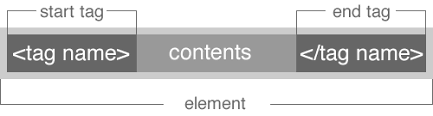 start tag end tag
<tag name> contents </tag name>
element